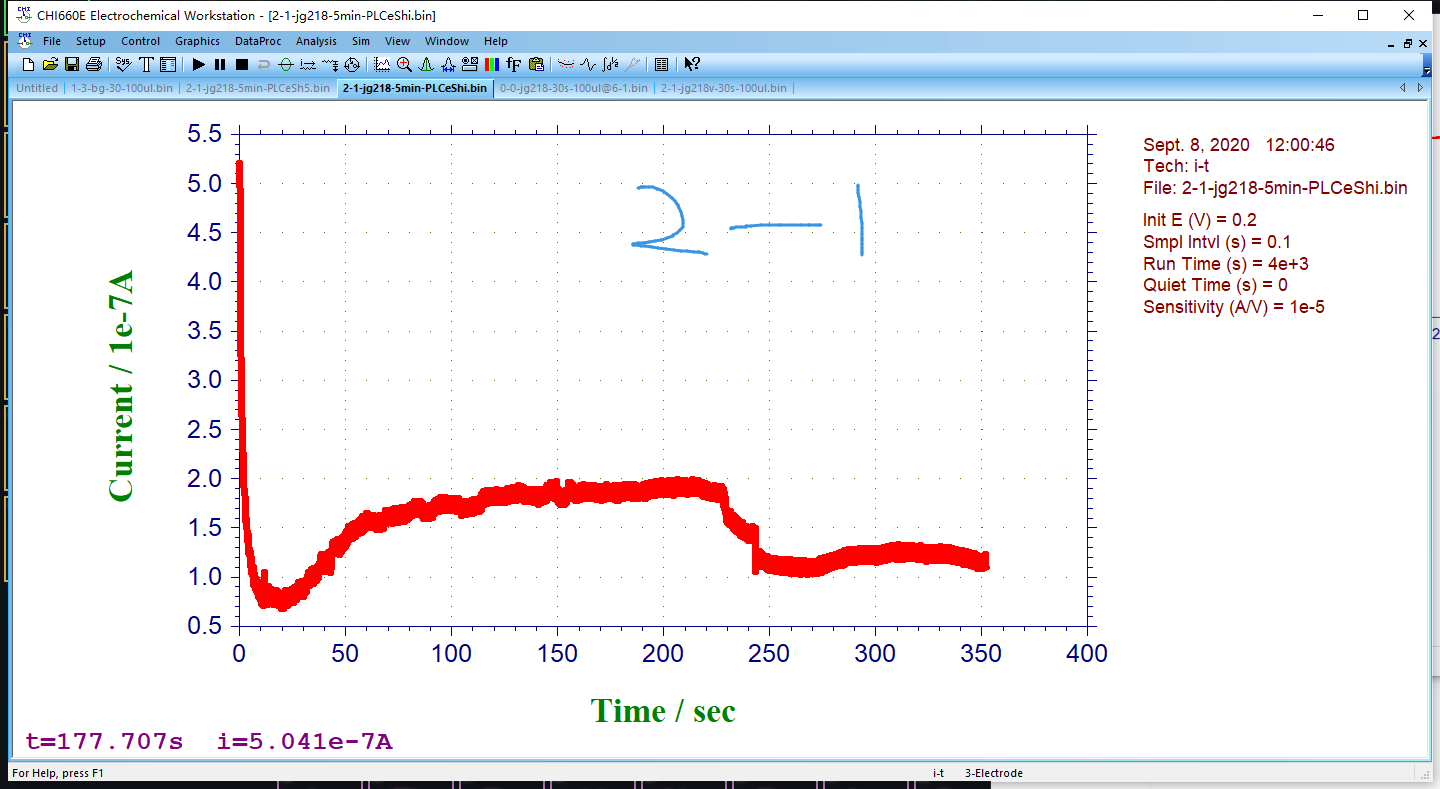 CHI660E Electrochemical Workstation - [2-1-jg218-5min-PLCeShi.bin]
File Setup Control Graphics DataProc Analysis Sim View Window Help
Untitled 1-3-bg-30-100ul.bin 2-1-jg218-5min-PLCeSh5.bin 2-1-jg218-5min-PLCeShi.bin 0-0-jg218-30s-100ul@6-1.bin 2-1-jg218v-30s-100ul.bin
Sept. 8, 2020 12:00:46
Tech: i-t
File: 2-1-jg218-5min-PLCeShi.bin
Init E (V) = 0.2
Smpl Intvl (s) = 0.1
Run Time (s) = 4e+3
Quiet Time (s) = 0
Sensitivity (A/V) = 1e-5
2-1
Current / 1e-7A
5.5
5.0
4.5
4.0
3.5
3.0
2.5
2.0
1.5
1.0
0.5
0 50 100 150 200 250 300 350 400
Time / sec
t=177.707s i=5.041e-7A
For Help, press F1
i-t 3-Electrode